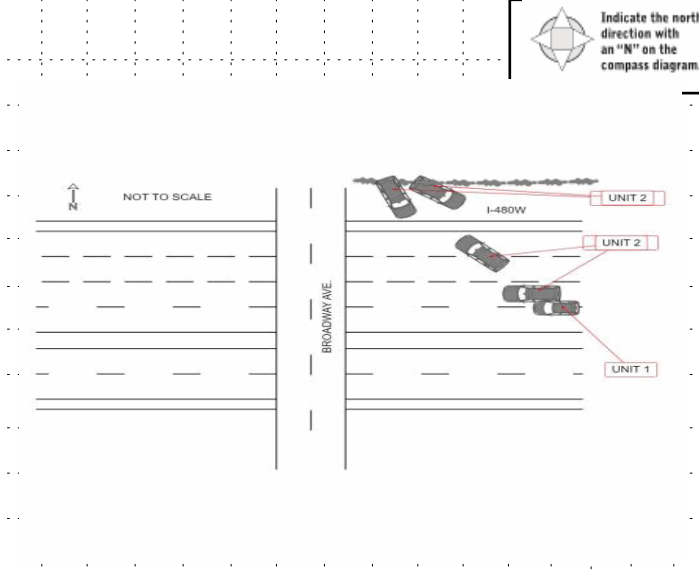 Indicate the north
direction with
an “N” on the
compass diagram.
N
NOT TO SCALE
I-480W
UNIT 2
UNIT 2
BROADWAY AVE.
UNIT 1